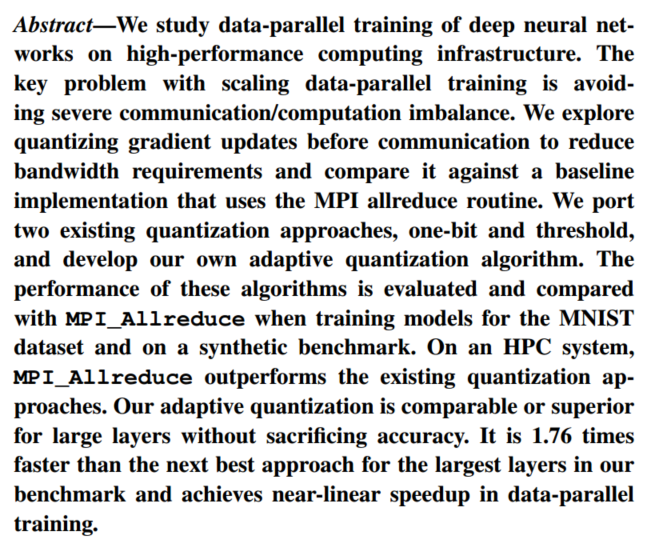 Abstract—We study data-parallel training of deep neural net-
works on high-performance computing infrastructure. The
key problem with scaling data-parallel training is avoid-
ing severe communication/computation imbalance. We explore
quantizing gradient updates before communication to reduce
bandwidth requirements and compare it against a baseline
implementation that uses the MPI allreduce routine. We port
two existing quantization approaches, one-bit and threshold,
and develop our own adaptive quantization algorithm. The
performance of these algorithms is evaluated and compared
with MPI_Allreduce when training models for the MNIST
dataset and on a synthetic benchmark. On an HPC system,
MPI_Allreduce outperforms the existing quantization ap-
proaches. Our adaptive quantization is comparable or superior
for large layers without sacrificing accuracy. It is 1.76 times
faster than the next best approach for the largest layers in our
benchmark and achieves near-linear speedup in data-parallel
training.